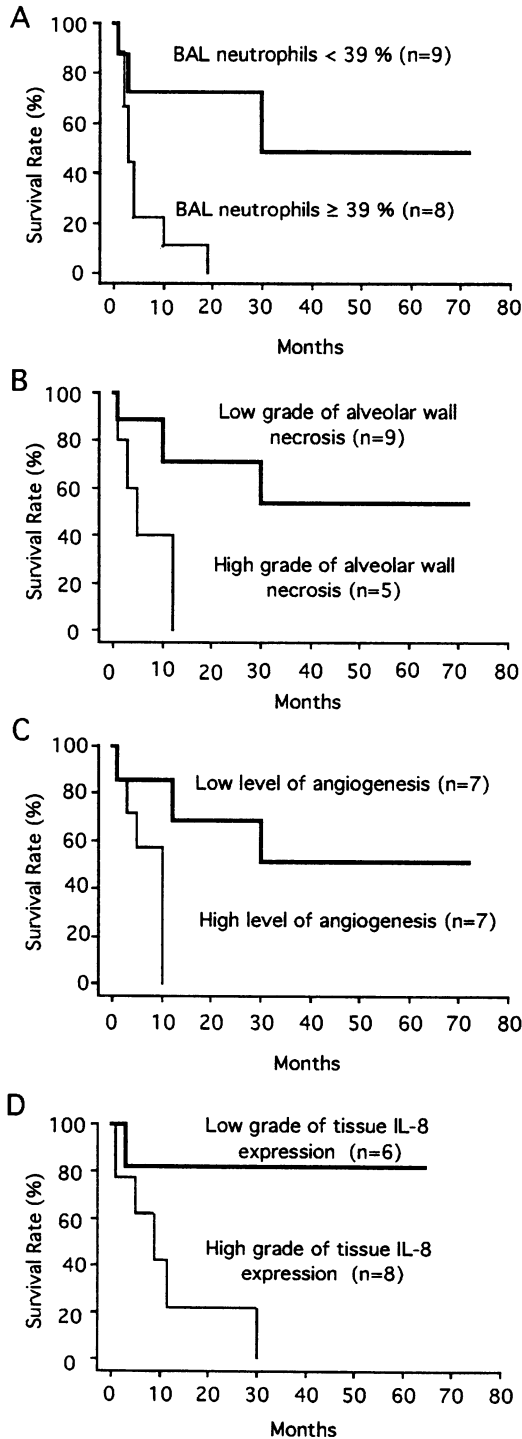 A
100
80
60
40
20
0
Survival Rate (%)
BAL neutrophils < 39 % (n=9)
BAL neutrophils ≥ 39 % (n=8)
0 10 20 30 40 50 60 70 80
Months
B
100
80
60
40
20
0
Survival Rate (%)
Low grade of alveolar wall
necrosis (n=9)
High grade of alveolar wall
necrosis (n=5)
0 10 20 30 40 50 60 70 80
Months
C
100
80
60
40
20
0
Survival Rate (%)
Low level of angiogenesis (n=7)
High level of angiogenesis (n=7)
0 10 20 30 40 50 60 70 80
Months
D
100
80
60
40
20
0
Survival Rate (%)
Low grade of tissue IL-8
expression (n=6)
High grade of tissue IL-8
expression (n=8)
0 10 20 30 40 50 60 70 80
Months